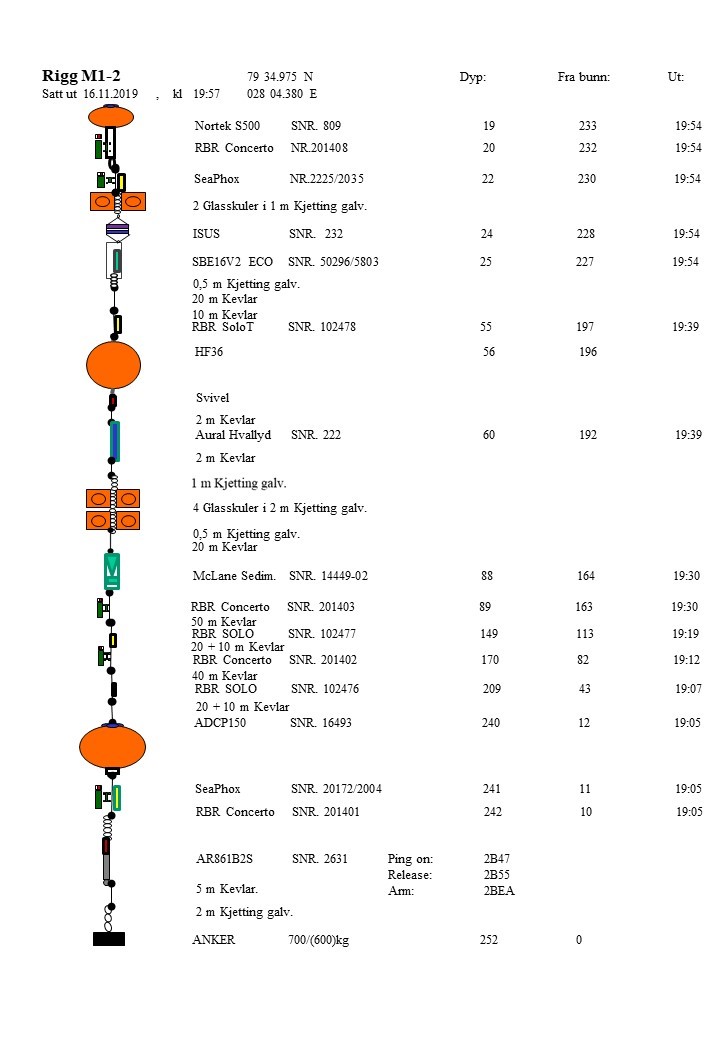 Rigg M1-2 79 34.975 N Dyp: Fra bunn: Ut:
Satt ut 16.11.2019 , kl 19:57 028 04.380 E
Nortek S500 SNR. 809 19 233 19:54
RBR Concerto NR.201408 20 232 19:54
SeaPhox NR.2225/2035 22 230 19:54
2 Glasskuler i 1 m Kjetting galv.
ISUS SNR. 232 24 228 19:54
SBE16V2 ECO SNR. 50296/5803 25 227 19:54
0,5 m Kjetting galv.
20 m Kevlar
10 m Kevlar
RBR SoloT SNR. 102478 55 197 19:39
HF36 56 196
Svivel
2 m Kevlar
Aural Hvallyd SNR. 222 60 192 19:39
2 m Kevlar
1 m Kjetting galv.
4 Glasskuler i 2 m Kjetting galv.
0,5 m Kjetting galv.
20 m Kevlar
McLane Sedim. SNR. 14449-02 88 164 19:30
RBR Concerto SNR. 201403 89 163 19:30
50 m Kevlar
RBR SOLO SNR. 102477 149 113 19:19
20 + 10 m Kevlar
RBR Concerto SNR. 201402 170 82 19:12
40 m Kevlar
RBR SOLO SNR. 102476 209 43 19:07
20 + 10 m Kevlar
ADCP150 SNR. 16493 240 12 19:05
SeaPhox SNR. 20172/2004 241 11 19:05
RBR Concerto SNR. 201401 242 10 19:05
AR861B2S SNR. 2631 Ping on: 2B47
Release: 2B55
5 m Kevlar. Arm: 2BEA
2 m Kjetting galv.
ANKER 700/(600)kg 252 0